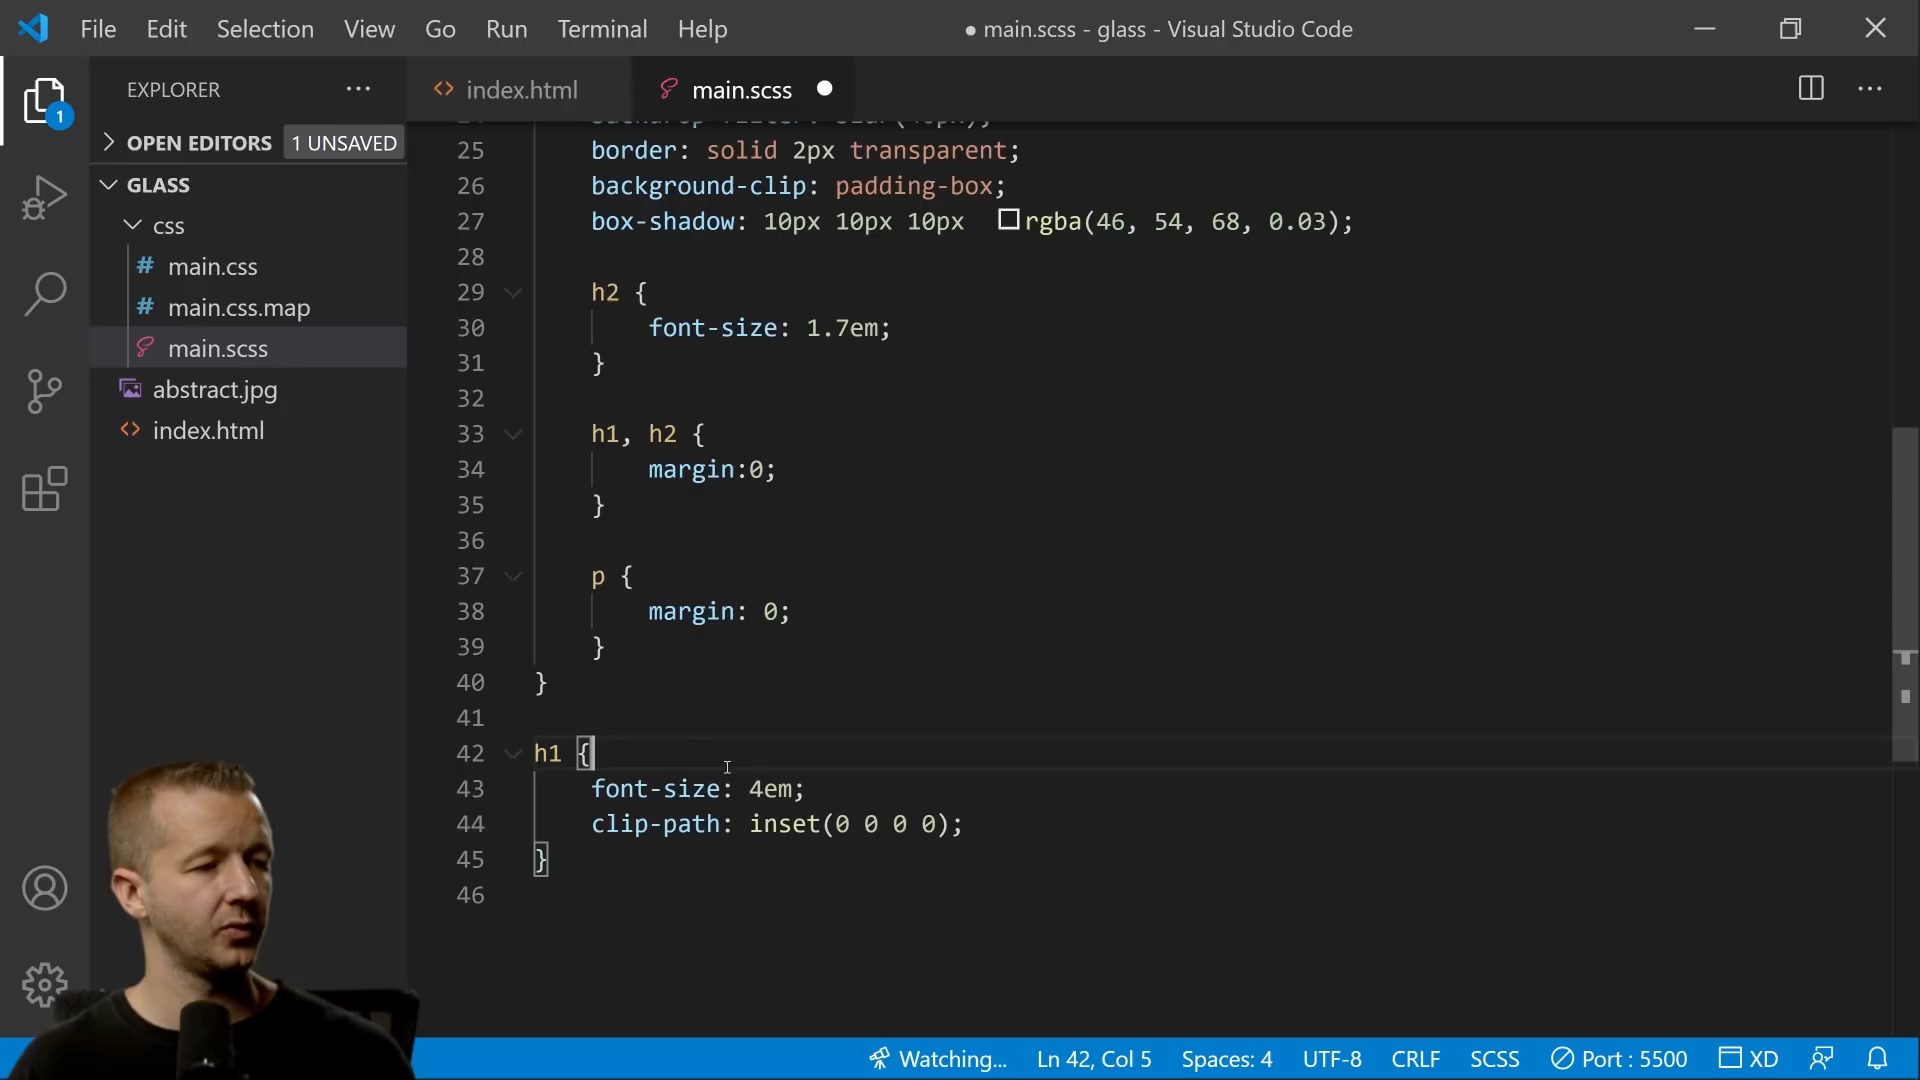 File Edit Selection View Go Run Terminal Help
● main.scss - glass - Visual Studio Code
EXPLORER
OPEN EDITORS 1 UNSAVED
GLASS
css
main.css
main.css.map
main.scss
abstract.jpg
index.html
1
index.html
main.scss
25 border: solid 2px transparent;
26 background-clip: padding-box;
27 box-shadow: 10px 10px 10px rgba(46, 54, 68, 0.03);
28
29 h2 {
30 font-size: 1.7em;
31 }
32
33 h1, h2 {
34 margin:0;
35 }
36
37 p {
38 margin: 0;
39 }
40 }
41
42 h1 {
43 font-size: 4em;
44 clip-path: inset(0 0 0 0);
45 }
46
Watching... Ln 42, Col 5 Spaces: 4 UTF-8 CRLF SCSS Port : 5500 XD